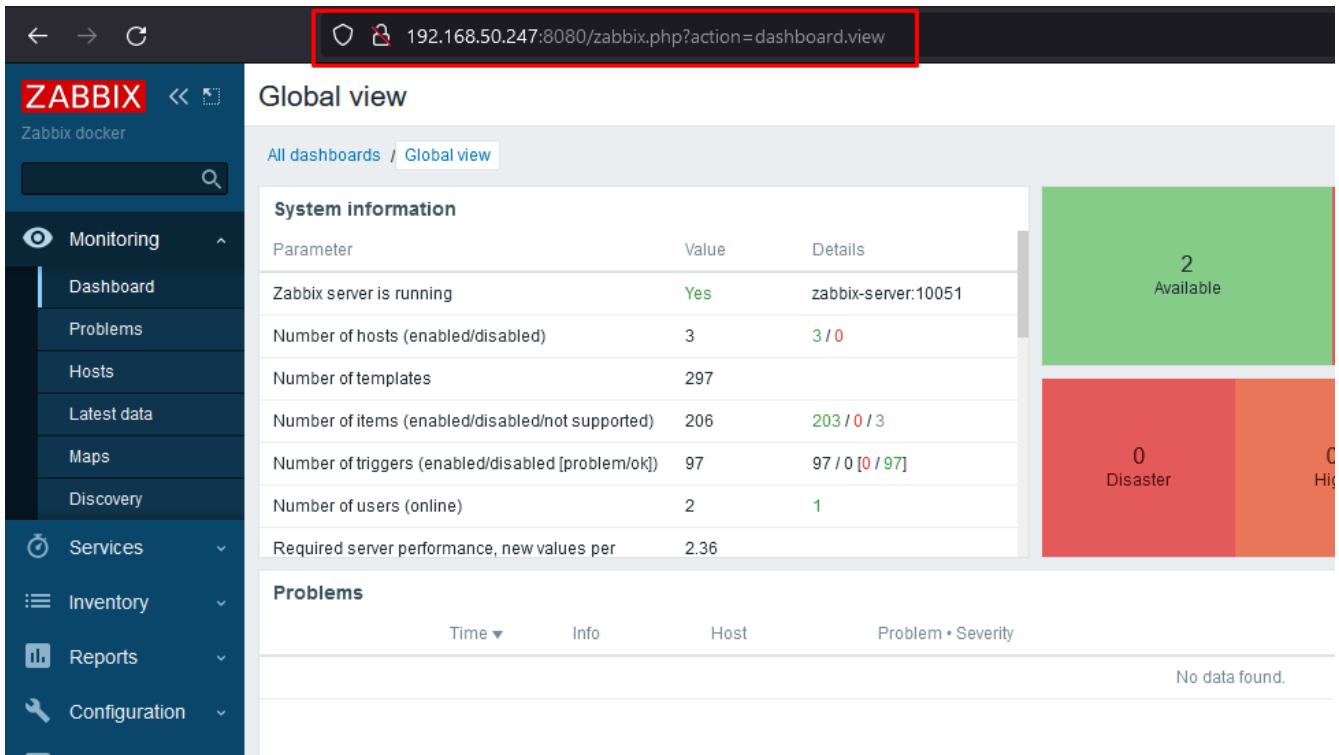 192.168.50.247:8080/zabbix.php?action=dashboard.view
ZABBIX
Zabbix docker
Monitoring
Dashboard
Problems
Hosts
Latest data
Maps
Discovery
Services
Inventory
Reports
Configuration
Global view
All dashboards / Global view
System information
Parameter Value Details
Zabbix server is running Yes zabbix-server:10051
Number of hosts (enabled/disabled) 3 3 / 0
Number of templates 297
Number of items (enabled/disabled/not supported) 206 203 / 0 / 3
Number of triggers (enabled/disabled [problem/ok]) 97 97 / 0 [0 / 97]
Number of users (online) 2 1
Required server performance, new values per 2.36
2
Available
0
Disaster
Problems
Time ▼ Info Host Problem • Severity
No data found.